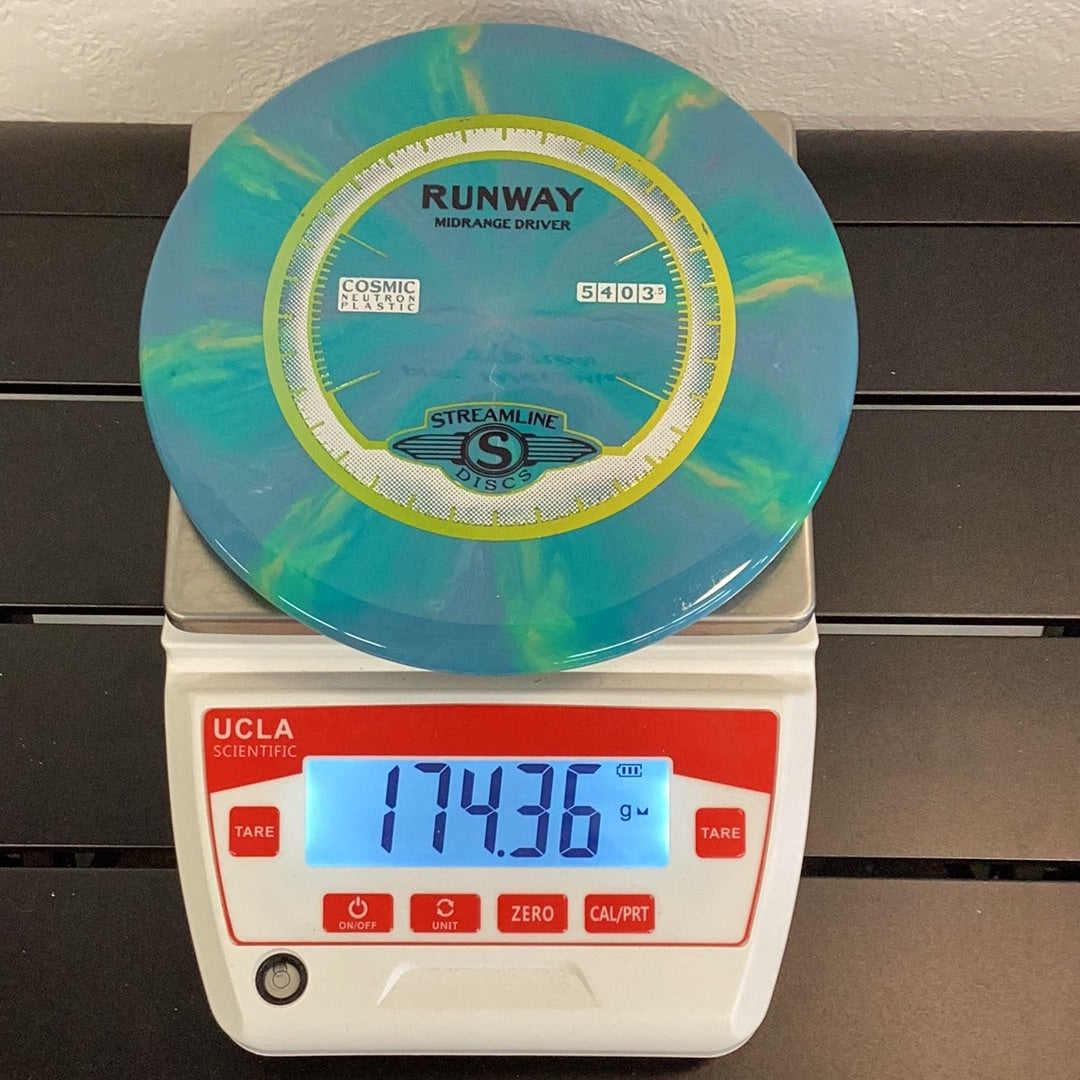 RUNWAY
MIDRANGE DRIVER
COSMIC
NEUTRON
PLASTIC
5 4 0 3.5
STREAMLINE
S
DISCS
UCLA
SCIENTIFIC
174.36
g
TARE
TARE
ON/OFF
UNIT
ZERO
CAL/PRT